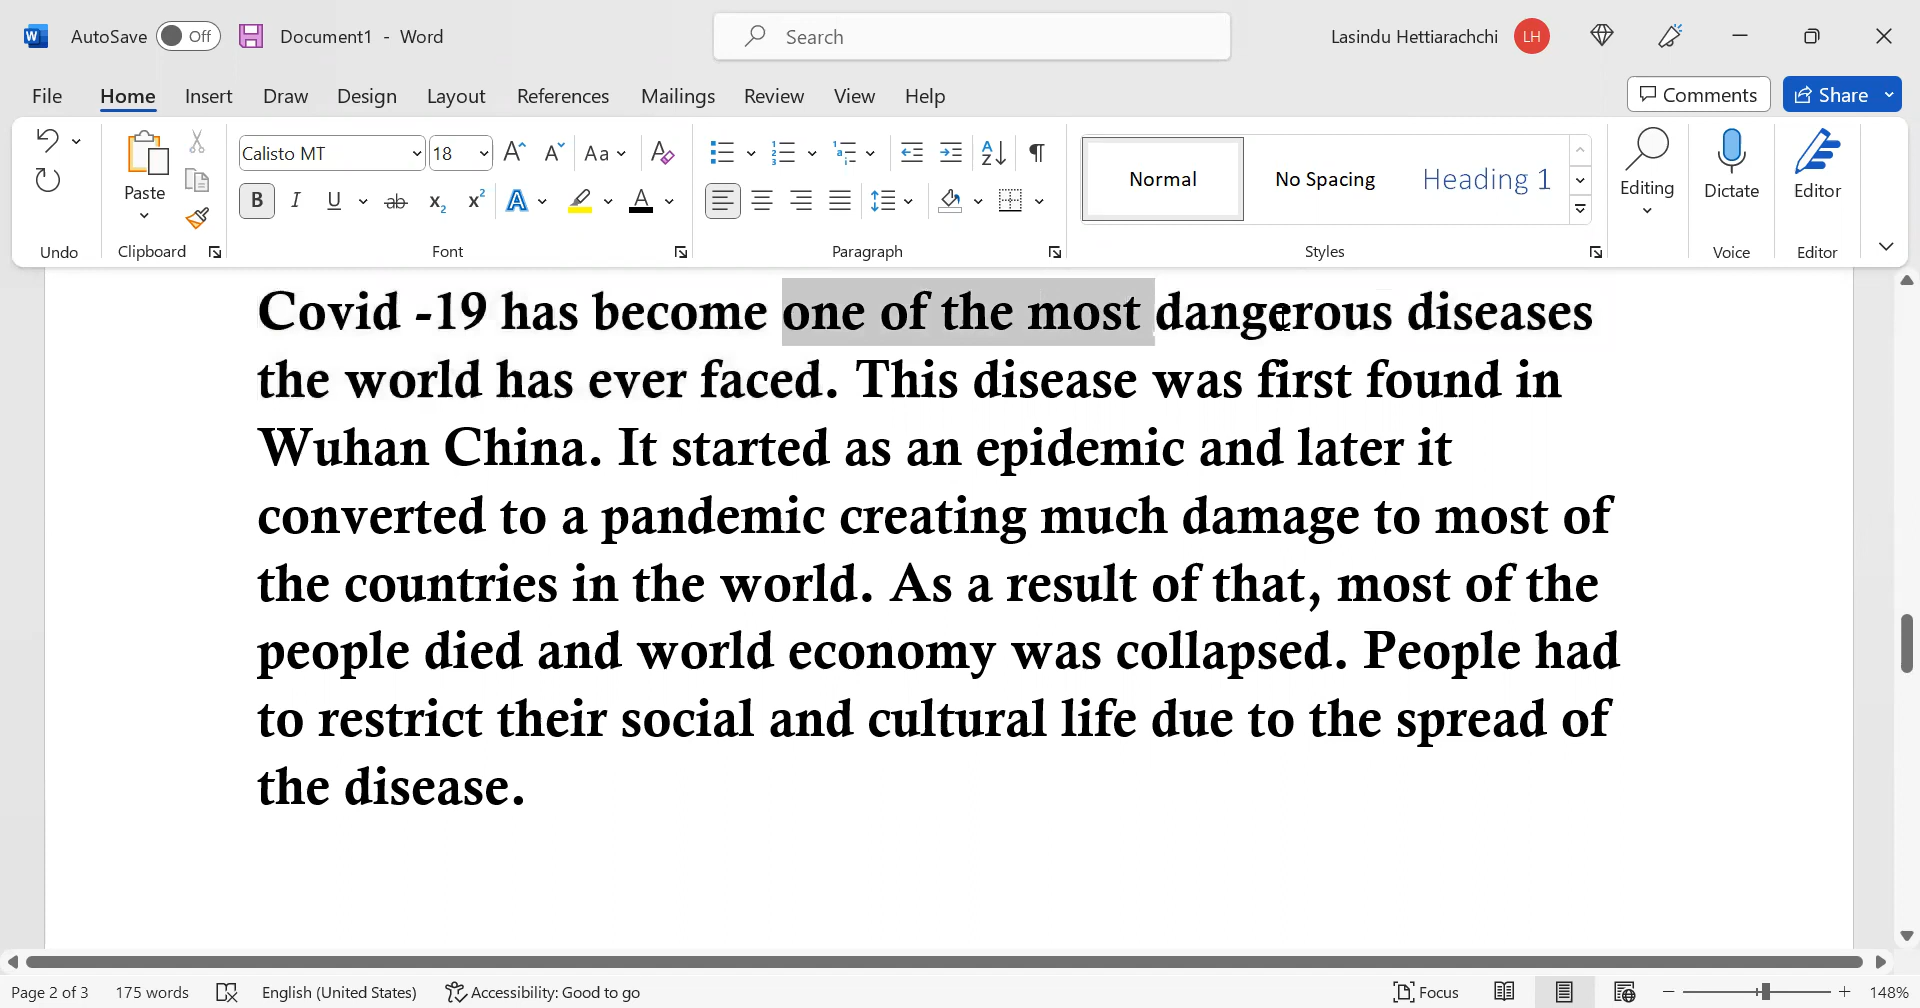 AutoSave Off Document1 - Word Search Lasindu Hettiarachchi LH
File Home Insert Draw Design Layout References Mailings Review View Help Comments Share
Calisto MT 18 Aa Normal No Spacing Heading 1
Paste Editing Dictate Editor
Undo Clipboard Font Paragraph Styles Voice Editor
Covid -19 has become one of the most dangerous diseases
the world has ever faced. This disease was first found in
Wuhan China. It started as an epidemic and later it
converted to a pandemic creating much damage to most of
the countries in the world. As a result of that, most of the
people died and world economy was collapsed. People had
to restrict their social and cultural life due to the spread of
the disease.
Page 2 of 3 175 words English (United States) Accessibility: Good to go Focus 148%